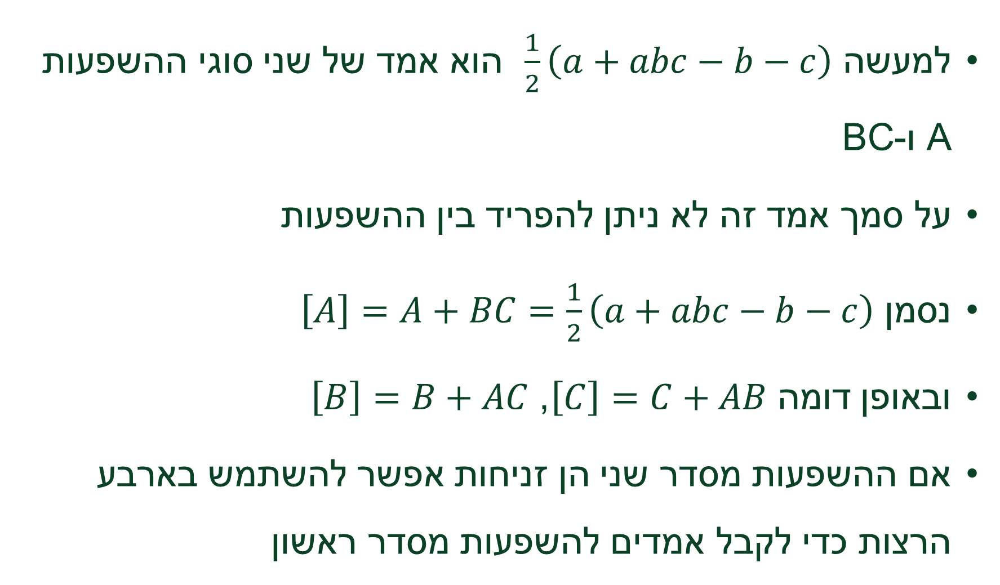 • למעשה $\frac{1}{2}(a + abc - b - c)$ הוא אמד של שני סוגי ההשפעות
A ו-BC
• על סמך אמד זה לא ניתן להפריד בין ההשפעות
• נסמן $[A] = A + BC = \frac{1}{2}(a + abc - b - c)$
• ובאופן דומה $[B] = B + AC$ ,$[C] = C + AB$
• אם ההשפעות מסדר שני הן זניחות אפשר להשתמש בארבע
הרצות כדי לקבל אמדים להשפעות מסדר ראשון